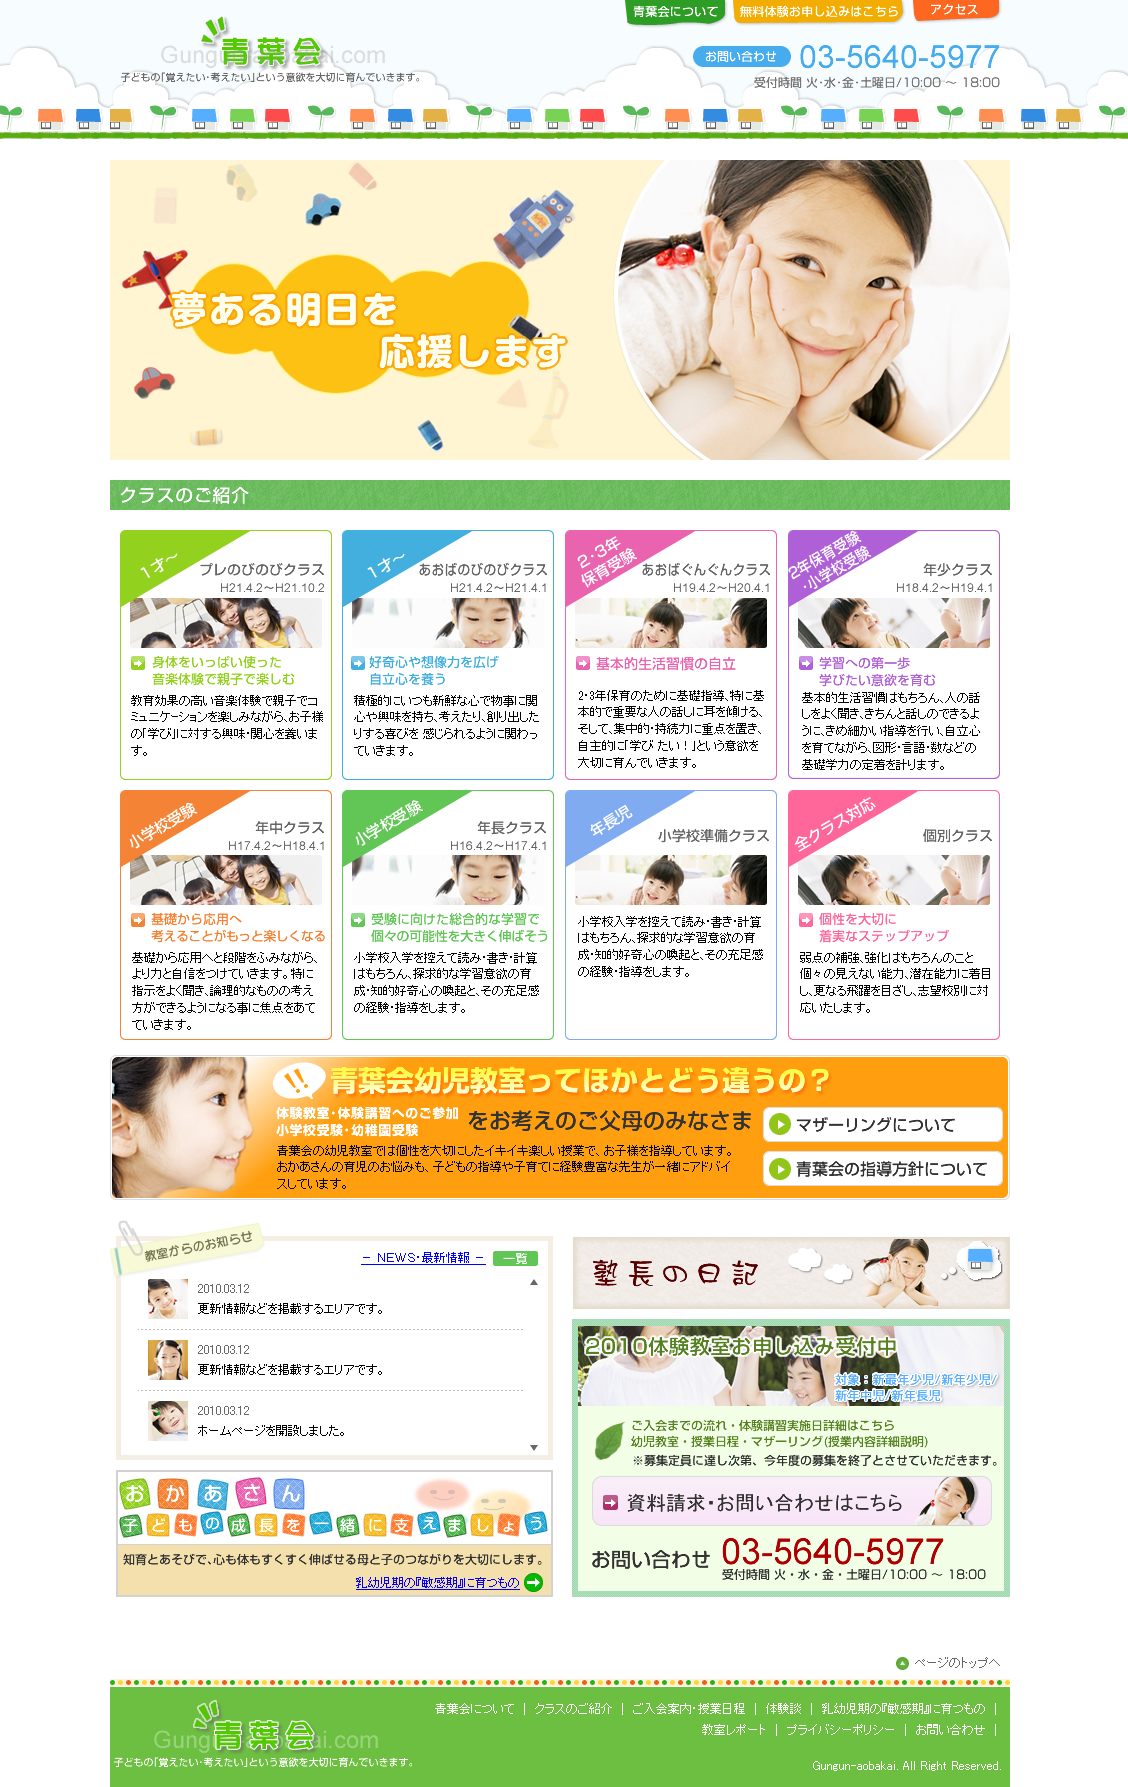 青葉会について
無料体験お申し込みはこちら
アクセス
青葉会
子どもの「覚えたい・考えたい」という意欲を大切に育んでいきます。
お問い合わせ 03-5640-5977
受付時間 火・水・金・土曜日/10:00 ～ 18:00
夢ある明日を
応援します
クラスのご紹介
1才～
プレのびのびクラス
H21.4.2～H21.10.2
身体をいっぱい使った
音楽体験で親子で楽しむ
教育効果の高い音楽体験で親子でコ
ミュニケーションを楽しみながら、お子様
の「学び」に対する興味・関心を養いま
す。
1才～
あおばのびのびクラス
H21.4.2～H21.4.1
好奇心や想像力を広げ
自立心を養う
積極的にいつも新鮮な心で物事に関
心や興味を持ち、考えたり、創り出した
りする喜びを 感じられるように関わっ
ていきます。
2・3年
保育受験
あおばぐんぐんクラス
H19.4.2～H20.4.1
基本的生活習慣の自立
2・3年保育のために基礎指導、特に基
本的で重要な人の話しに耳を傾ける、
そして、集中的・持続力に重点を置き、
自主的に「学び たい！」という意欲を
大切に育んでいきます。
2年保育受験
・小学校受験
年少クラス
H18.4.2～H19.4.1
学習への第一歩
学びたい意欲を育む
基本的生活習慣はもちろん、人の話
しをよく聞き、きちんと話しのできるよ
うに、きめ細かい指導を行い、自立心
を育てながら、図形・言語・数などの
基礎学力の定着を計ります。
小学校受験
年中クラス
H17.4.2～H18.4.1
基礎から応用へ
考えることがもっと楽しくなる
基礎から応用へと段階をふみながら、
より力と自信をつけていきます。特に
指示をよく聞き、論理的なものの考え
方ができるようになる事に焦点をあて
ていきます。
小学校受験
年長クラス
H16.4.2～H17.4.1
受験に向けた総合的な学習で
個々の可能性を大きく伸ばそう
小学校入学を控えて読み・書き・計算
はもちろん、探求的な学習意欲の育
成・知的好奇心の喚起と、その充足感
の経験・指導をします。
年長児
小学校準備クラス
小学校入学を控えて読み・書き・計算
はもちろん、探求的な学習意欲の育
成・知的好奇心の喚起と、その充足感
の経験・指導をします。
全クラス対応
個別クラス
個性を大切に
着実なステップアップ
弱点の補強、強化はもちろんのこと
個々の見えない能力、潜在能力に着目
し、更なる飛躍を目ざし、志望校別に対
応いたします。
!! 青葉会幼児教室ってほかとどう違うの？
体験教室・体験講習へのご参加
小学校受験・幼稚園受験
をお考えのご父母のみなさま
青葉会の幼児教室では個性を大切にしたイキイキ楽しい授業で、お子様を指導しています。
おかあさんの育児のお悩みも、子どもの指導や子育てに経験豊富な先生が一緒にアドバイ
スしています。
マザーリングについて
青葉会の指導方針について
教室からのお知らせ
－ NEWS・最新情報 －
一覧
2010.03.12
更新情報などを掲載するエリアです。
2010.03.12
更新情報などを掲載するエリアです。
2010.03.12
ホームページを開設しました。
おかあさん
子どもの成長を一緒に支えましょう
知育とあそびで、心も体もすくすく伸ばせる母と子のつながりを大切にします。
乳幼児期の『敏感期』に育つもの
塾長の日記
2010体験教室お申し込み受付中
対象：新最年少児/新年少児/
新年中児/新年長児
ご入会までの流れ・体験講習実施日詳細はこちら
幼児教室・授業日程・マザーリング(授業内容詳細説明)
※募集定員に達し次第、今年度の募集を終了とさせていただきます。
資料請求・お問い合わせはこちら
お問い合わせ 03-5640-5977
受付時間 火・水・金・土曜日/10:00 ～ 18:00
ページのトップへ
青葉会
子どもの「覚えたい・考えたい」という意欲を大切に育んでいきます。
青葉会について | クラスのご紹介 | ご入会案内・授業日程 | 体験談 | 乳幼児期の『敏感期』に育つもの |
教室レポート | プライバシーポリシー | お問い合わせ |
Gungun-aobakai. All Right Reserved.